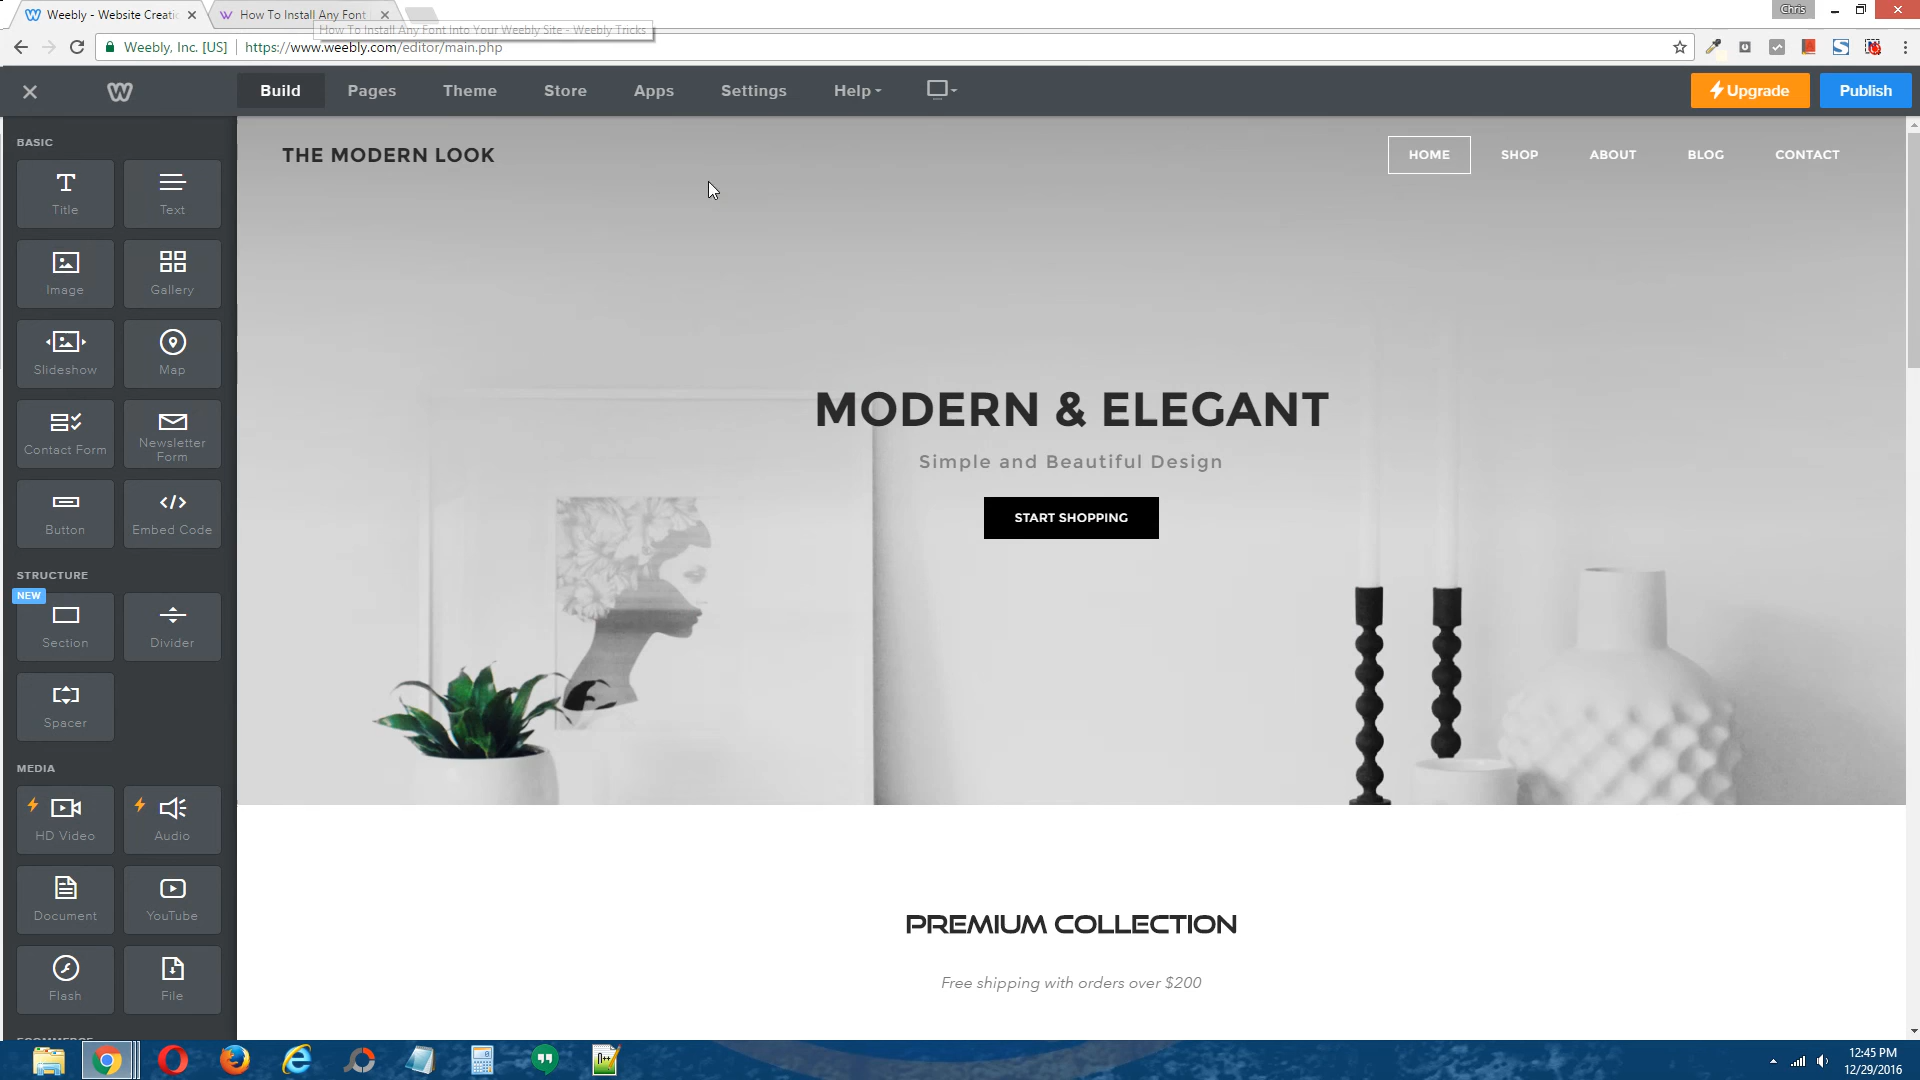 Weebly - Website Creatic
How To Install Any Font
Chris
How To Install Any Font Into Your Weebly Site - Weebly Tricks
Weebly, Inc. [US]
https://www.weebly.com/editor/main.php
Build
Pages
Theme
Store
Apps
Settings
Help
Upgrade
Publish
BASIC
Title
Text
Image
Gallery
Slideshow
Map
Contact Form
Newsletter
Form
Button
Embed Code
STRUCTURE
NEW
Section
Divider
Spacer
MEDIA
HD Video
Audio
Document
YouTube
Flash
File
ECOMMERCE
THE MODERN LOOK
HOME
SHOP
ABOUT
BLOG
CONTACT
MODERN & ELEGANT
Simple and Beautiful Design
START SHOPPING
PREMIUM COLLECTION
Free shipping with orders over $200
12:45 PM
12/29/2016